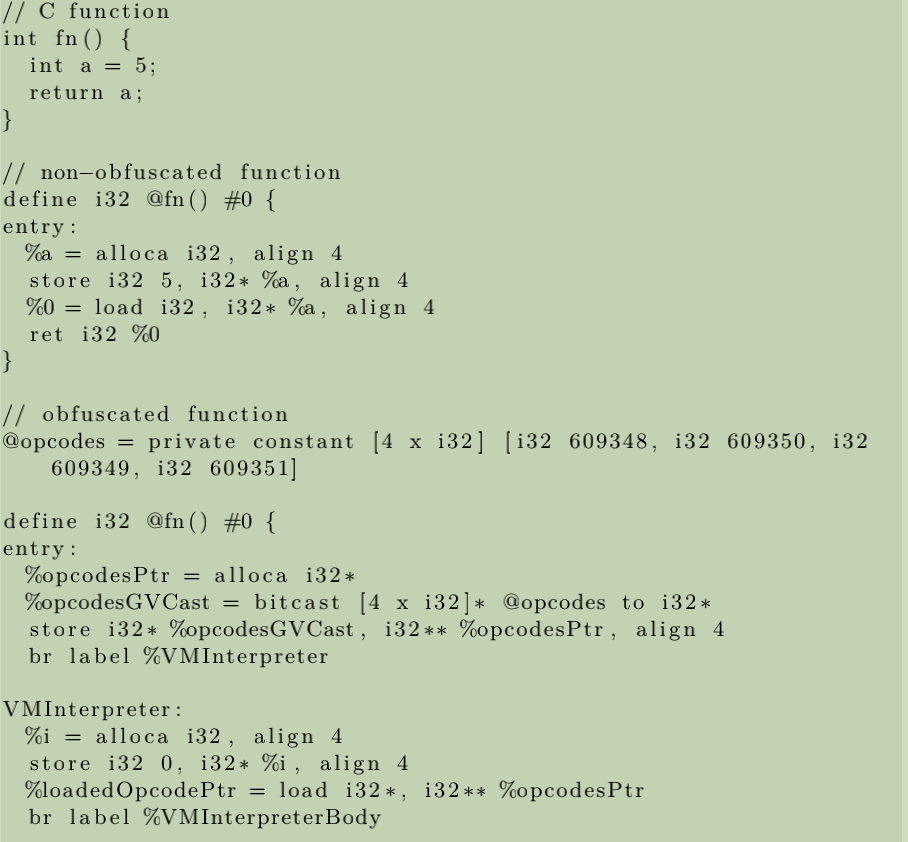 // C function
int fn() {
int a = 5;
return a;
}
// non−obfuscated function
define i32 @fn() #0 {
entry:
%a = alloca i32, align 4
store i32 5, i32* %a, align 4
%0 = load i32, i32* %a, align 4
ret i32 %0
}
// obfuscated function
@opcodes = private constant [4 x i32] [i32 609348, i32 609350, i32
609349, i32 609351]
define i32 @fn() #0 {
entry:
%opcodesPtr = alloca i32*
%opcodesGVCast = bitcast [4 x i32]* @opcodes to i32*
store i32* %opcodesGVCast, i32** %opcodesPtr, align 4
br label %VMInterpreter
VMInterpreter:
%i = alloca i32, align 4
store i32 0, i32* %i, align 4
%loadedOpcodePtr = load i32*, i32** %opcodesPtr
br label %VMInterpreterBody